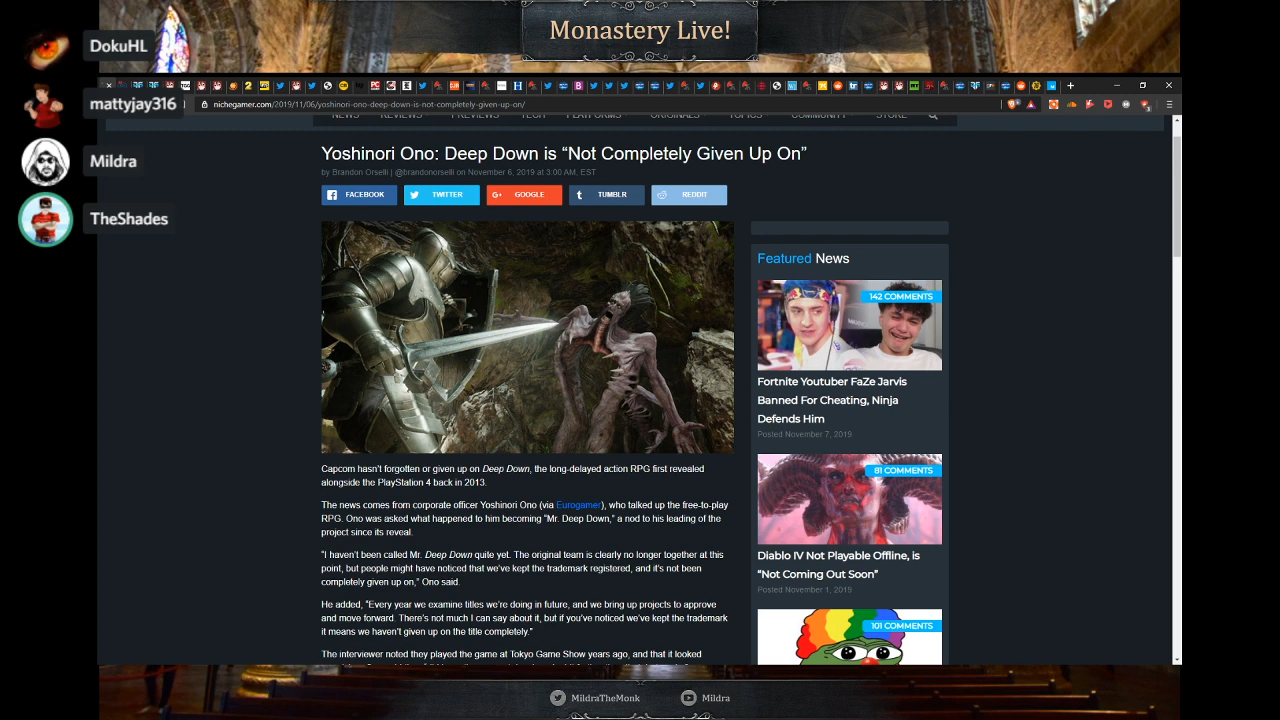 Monastery Live!
DokuHL
mattyjay316
Mildra
TheShades
nichegamer.com/2019/11/06/yoshinori-ono-deep-down-is-not-completely-given-up-on/
NEWS REVIEWS PREVIEWS TECH PLATFORMS ORIGINALS TOPICS COMMUNITY STORE
Yoshinori Ono: Deep Down is “Not Completely Given Up On”
by Brandon Orselli | @brandonorselli on November 6, 2019 at 3:00 AM, EST
FACEBOOK TWITTER GOOGLE TUMBLR REDDIT
Capcom hasn’t forgotten or given up on Deep Down, the long-delayed action RPG first revealed
alongside the PlayStation 4 back in 2013.
The news comes from corporate officer Yoshinori Ono (via Eurogamer), who talked up the free-to-play
RPG. Ono was asked what happened to him becoming “Mr. Deep Down,” a nod to his leading of the
project since its reveal.
“I haven’t been called Mr. Deep Down quite yet. The original team is clearly no longer together at this
point, but people might have noticed that we’ve kept the trademark registered, and it’s not been
completely given up on,” Ono said.
He added, “Every year we examine titles we’re doing in future, and we bring up projects to approve
and move forward. There’s not much I can say about it, but if you’ve noticed we’ve kept the trademark
it means we haven’t given up on the title completely.”
The interviewer noted they played the game at Tokyo Game Show years ago, and that it looked
Featured News
142 COMMENTS
Fortnite Youtuber FaZe Jarvis
Banned For Cheating, Ninja
Defends Him
Posted November 7, 2019
81 COMMENTS
Diablo IV Not Playable Offline, is
“Not Coming Out Soon”
Posted November 1, 2019
101 COMMENTS
MildraTheMonk
Mildra